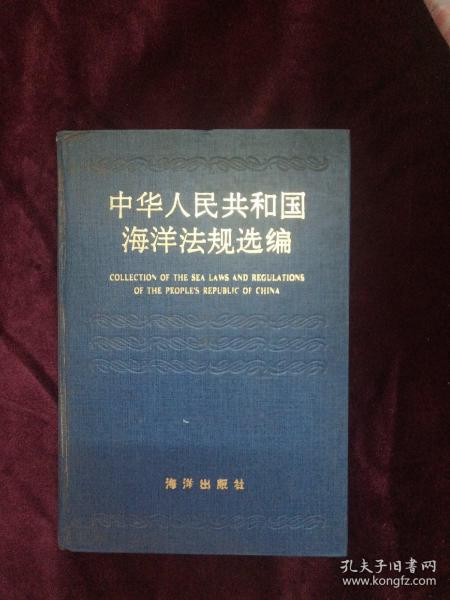 中华人民共和国
海洋法规选编
COLLECTION OF THE SEA LAWS AND REGULATIONS
OF THE PEOPLE'S REPUBLIC OF CHINA
海洋出版社
孔夫子旧书网
www.kongfz.com